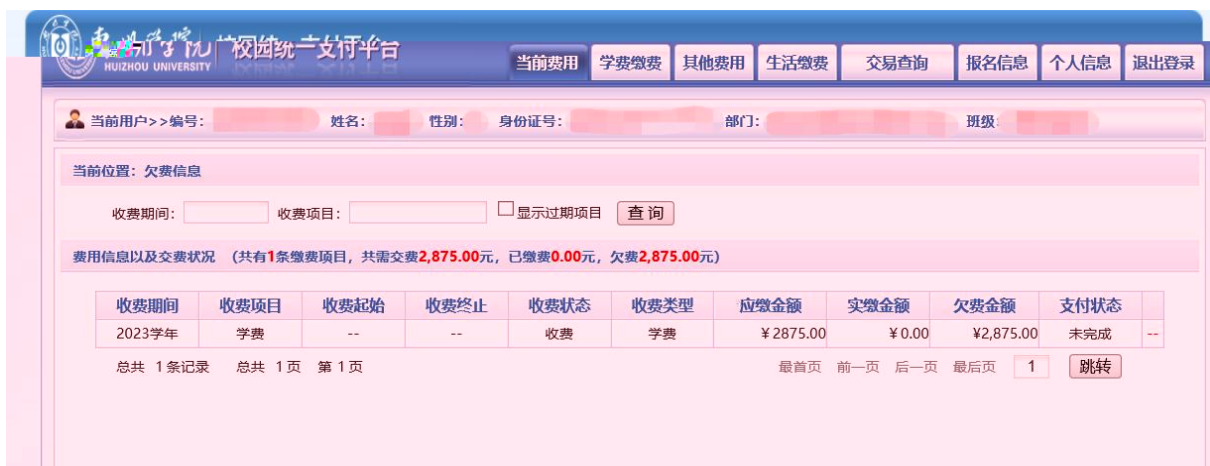 校园统一支付平台
HUIZHOU UNIVERSITY
当前费用 学费缴费 其他费用 生活缴费 交易查询 报名信息 个人信息 退出登录
当前用户>>编号: 姓名: 性别: 身份证号: 部门: 班级:
当前位置: 欠费信息
收费期间: 收费项目: 显示过期项目 查询
费用信息以及交费状况 (共有1条缴费项目, 共需交费2,875.00元, 已缴费0.00元, 欠费2,875.00元)
收费期间 收费项目 收费起始 收费终止 收费状态 收费类型 应缴金额 实缴金额 欠费金额 支付状态
2023学年 学费 -- -- 收费 学费 ¥2875.00 ¥0.00 ¥2,875.00 未完成 --
总共 1条记录 总共 1页 第1页 最首页 前一页 后一页 最后页 1 跳转